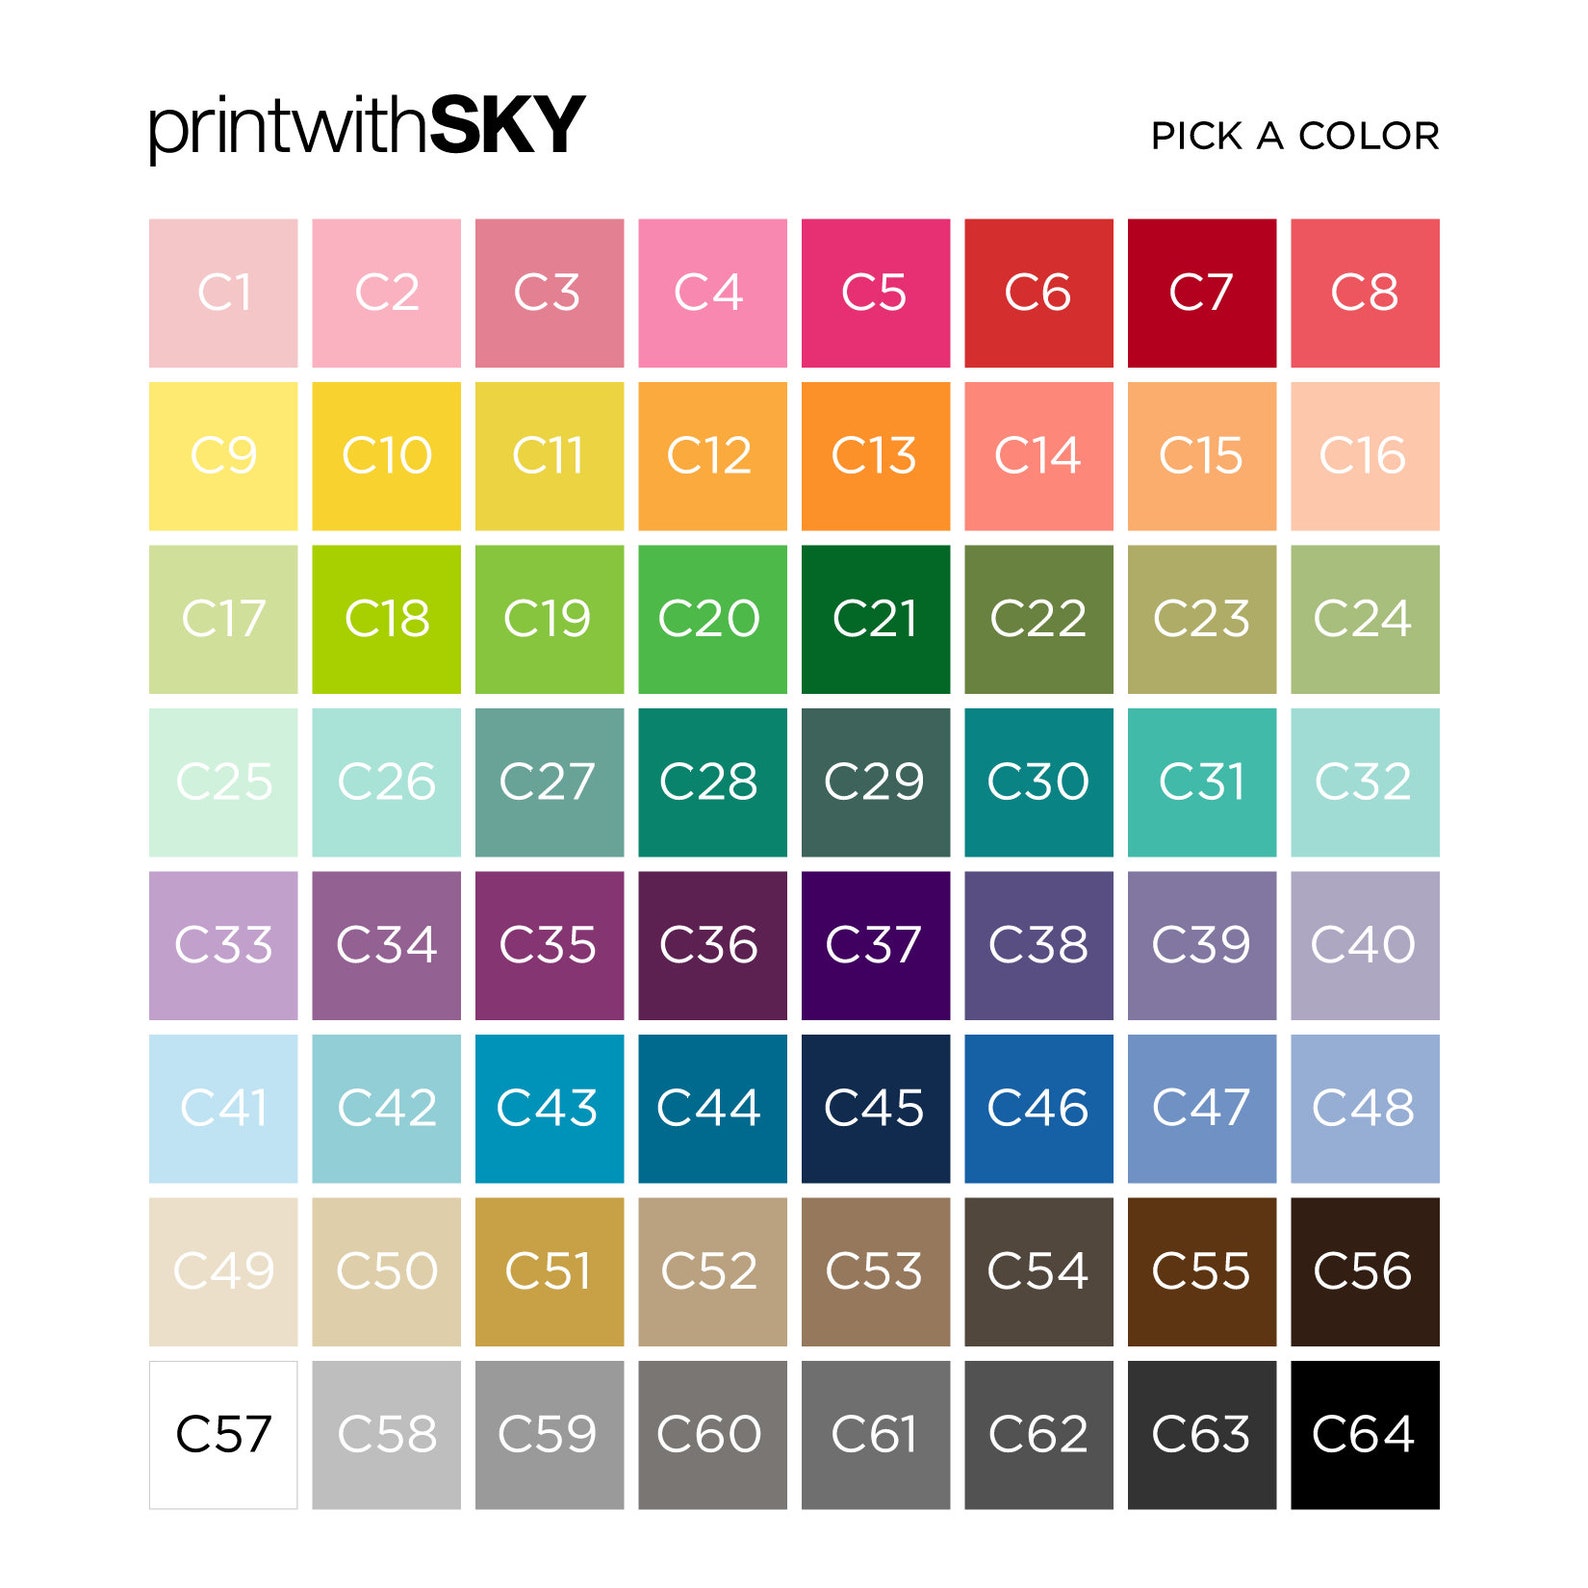 printwithSKY
PICK A COLOR
C1 C2 C3 C4 C5 C6 C7 C8
C9 C10 C11 C12 C13 C14 C15 C16
C17 C18 C19 C20 C21 C22 C23 C24
C25 C26 C27 C28 C29 C30 C31 C32
C33 C34 C35 C36 C37 C38 C39 C40
C41 C42 C43 C44 C45 C46 C47 C48
C49 C50 C51 C52 C53 C54 C55 C56
C57 C58 C59 C60 C61 C62 C63 C64